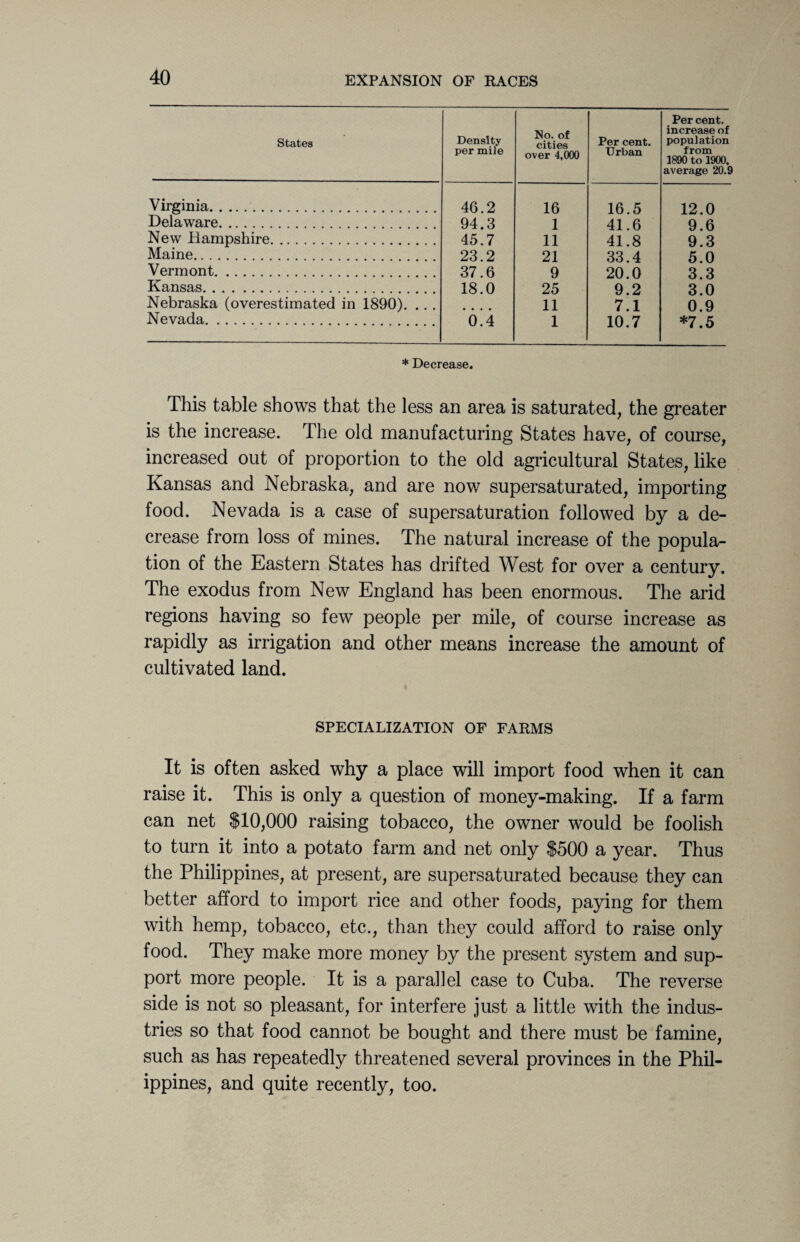 40 EXPANSION OF RACES
States Density per mile No. of cities over 4,000 Per cent. Urban Per cent. increase of population from 1890 to 1900. average 20.9
Virginia. . . . . . . . 46.2 16 16.5 12.0
Delaware. . . . . . . . 94.3 1 41.6 9.6
New Hampshire. . . . . . . . 45.7 11 41.8 9.3
Maine. . . . . . . . 23.2 21 33.4 5.0
Vermont. . . . . . . . 37.6 9 20.0 3.3
Kansas. . . . . . . . 18.0 25 9.2 3.0
Nebraska (overestimated in 1890). . . . . . . . 11 7.1 0.9
Nevada. . . . . . . . 0.4 1 10.7 *7.5
* Decrease.
This table shows that the less an area is saturated, the greater
is the increase. The old manufacturing States have, of course,
increased out of proportion to the old agricultural States, like
Kansas and Nebraska, and are now supersaturated, importing
food. Nevada is a case of supersaturation followed by a de-
crease from loss of mines. The natural increase of the popula-
tion of the Eastern States has drifted West for over a century.
The exodus from New England has been enormous. The arid
regions having so few people per mile, of course increase as
rapidly as irrigation and other means increase the amount of
cultivated land.
SPECIALIZATION OF FARMS
It is often asked why a place will import food when it can
raise it. This is only a question of money-making. If a farm
can net $10,000 raising tobacco, the owner would be foolish
to turn it into a potato farm and net only $500 a year. Thus
the Philippines, at present, are supersaturated because they can
better afford to import rice and other foods, paying for them
with hemp, tobacco, etc., than they could afford to raise only
food. They make more money by the present system and sup-
port more people. It is a parallel case to Cuba. The reverse
side is not so pleasant, for interfere just a little with the indus-
tries so that food cannot be bought and there must be famine,
such as has repeatedly threatened several provinces in the Phil-
ippines, and quite recently, too.